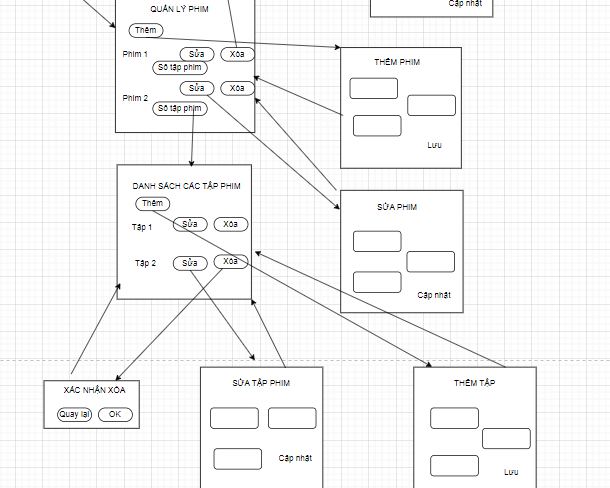 Cập nhật
QUẢN LÝ PHIM
Thêm
Phim 1
Sửa
Xóa
Số tập phim
Phim 2
Sửa
Xóa
Số tập phim
THÊM PHIM
Lưu
DANH SÁCH CÁC TẬP PHIM
Thêm
Tập 1
Sửa
Xóa
Tập 2
Sửa
Xóa
SỬA PHIM
Cập nhật
XÁC NHẬN XÓA
Quay lại
OK
SỬA TẬP PHIM
Cập nhật
THÊM TẬP
Lưu